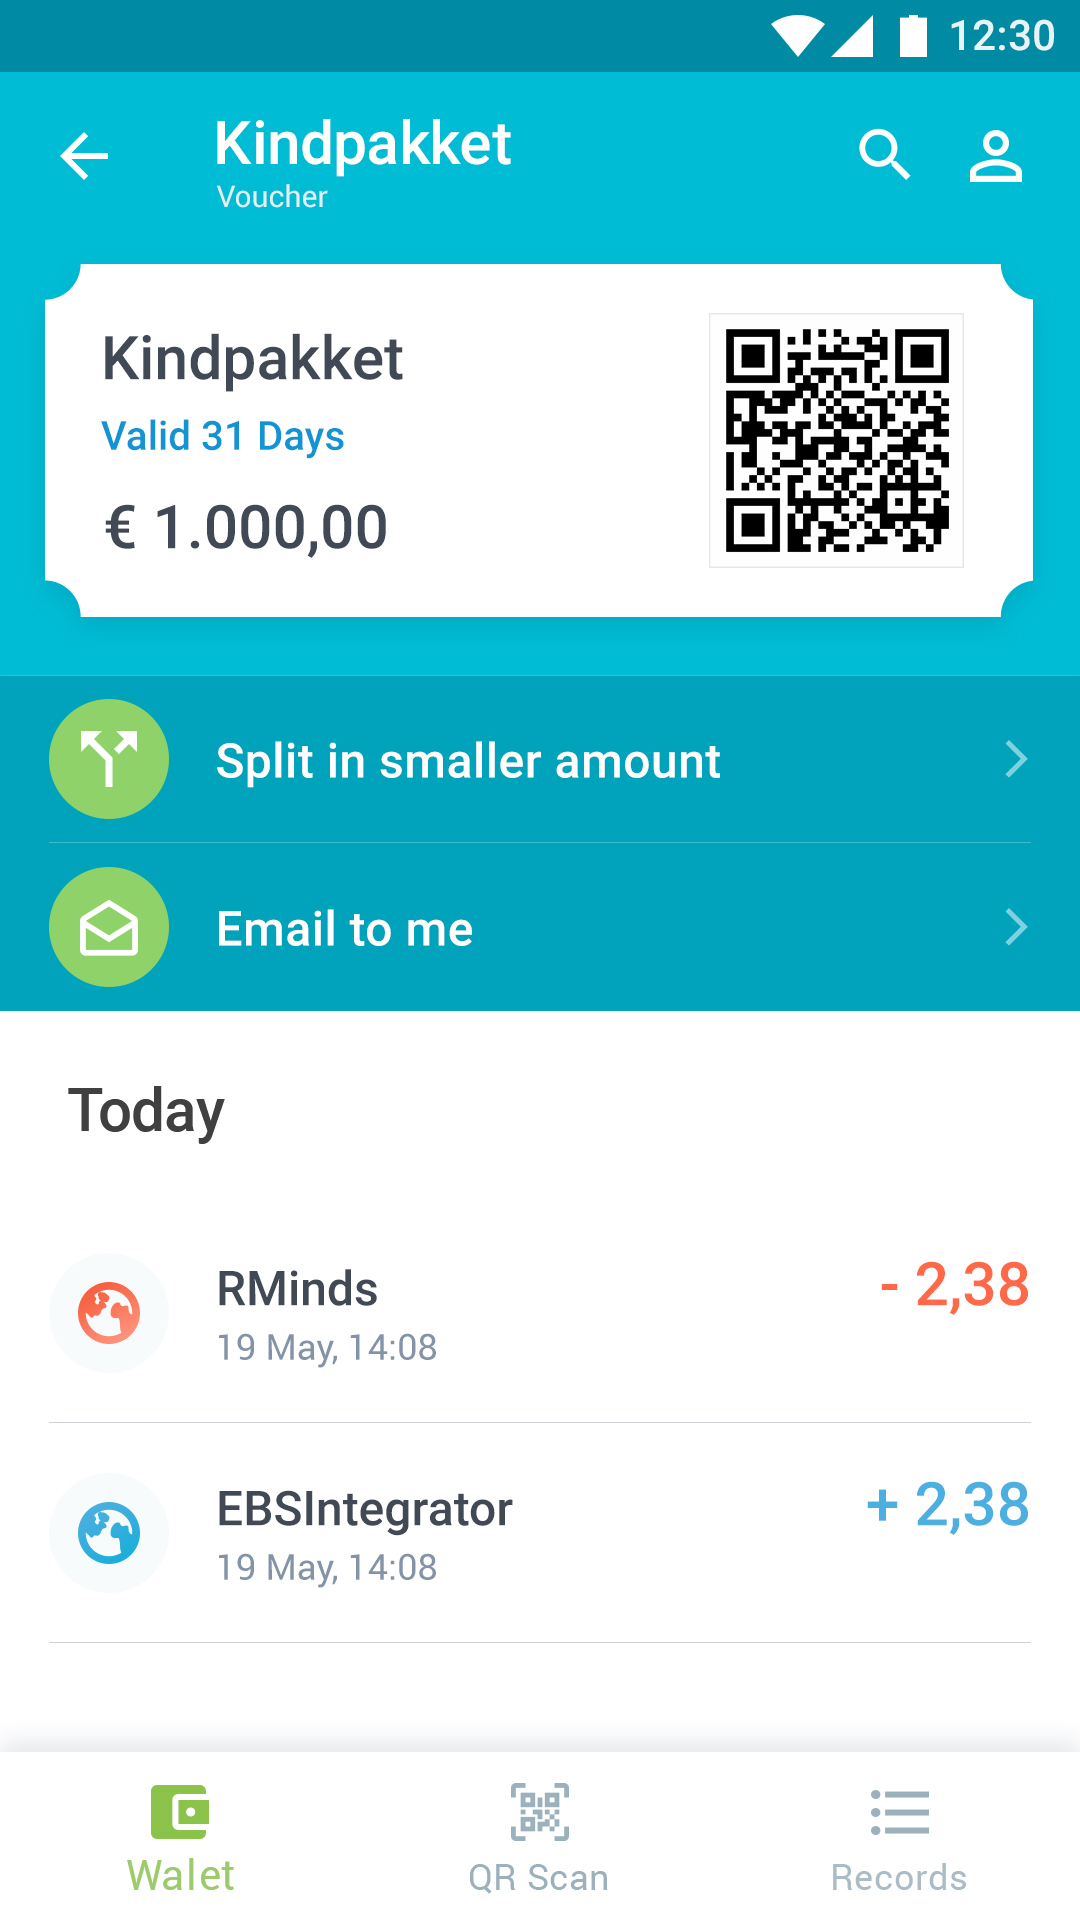 12:30
Kindpakket
Voucher
Kindpakket
Valid 31 Days
€ 1.000,00
Split in smaller amount
Email to me
Today
RMinds
- 2,38
19 May, 14:08
EBSIntegrator
+ 2,38
19 May, 14:08
Walet
QR Scan
Records